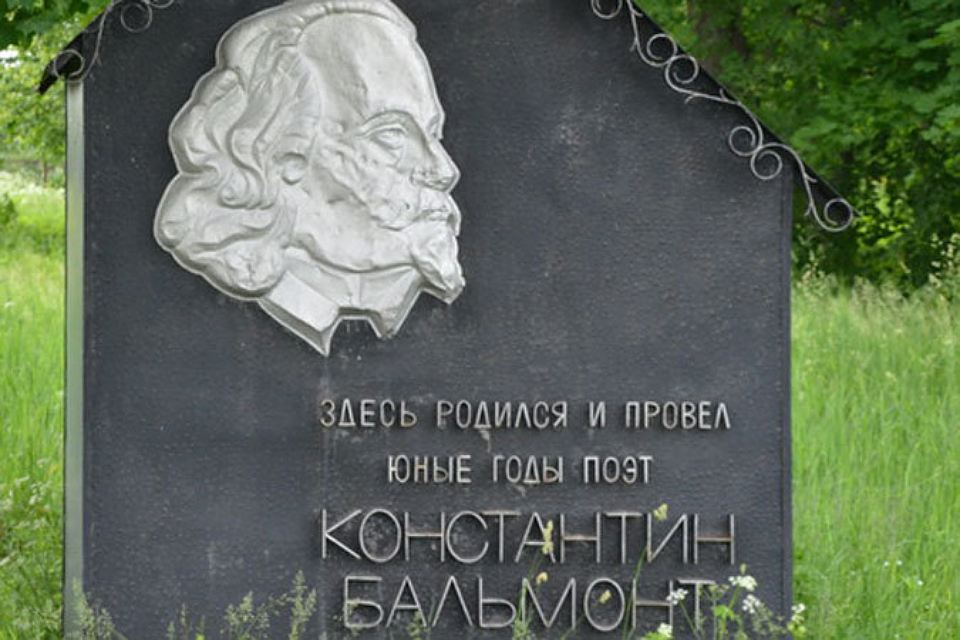 ЗДЕСЬ РОДИЛСЯ И ПРОВЕЛ
ЮНЫЕ ГОДЫ ПОЭТ
КОНСТАНТИН
БАЛЬМОНТ